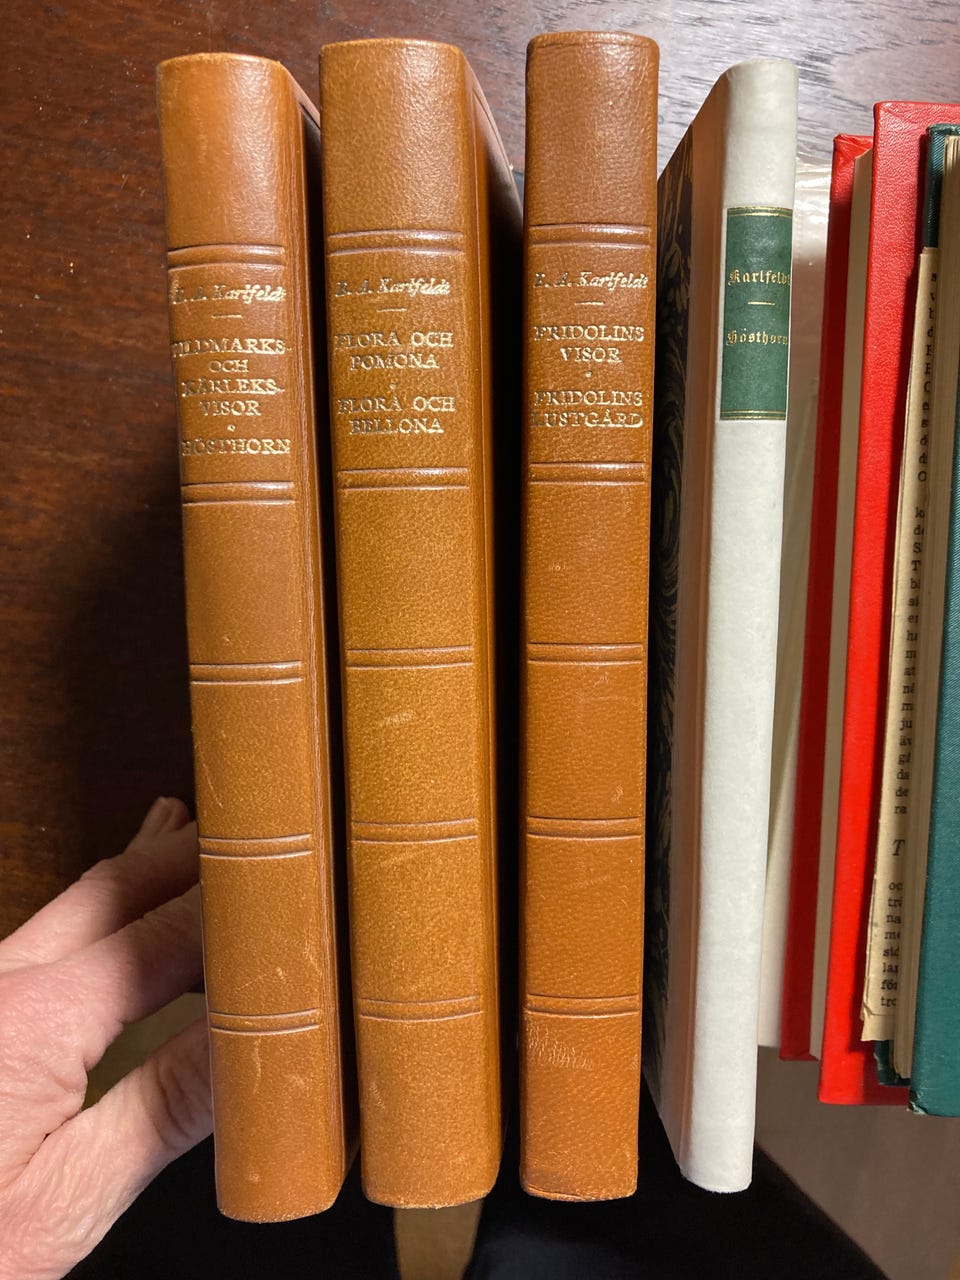 E. A. Karlfeldt
VILDMARKS-
OCH
KÄRLEKS-
VISOR
HÖSTHORN
E. A. Karlfeldt
FLORA OCH
POMONA
FLORA OCH
BELLONA
E. A. Karlfeldt
FRIDOLINS
VISOR
FRIDOLINS
LUSTGÅRD
Karlfeldt
Hösthorn